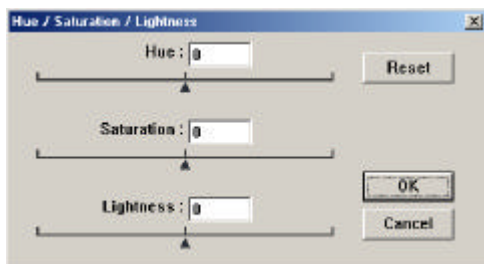 Hue / Saturation / Lightness
Hue : 0
Reset
Saturation : 0
OK
Lightness : 0
Cancel